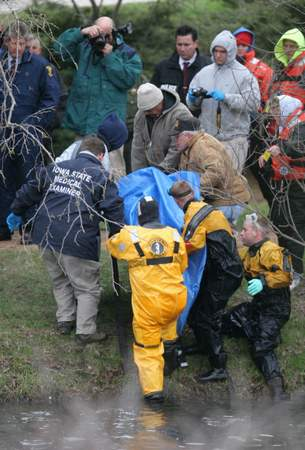 IOWA STATE
MEDICAL
EXAMINER